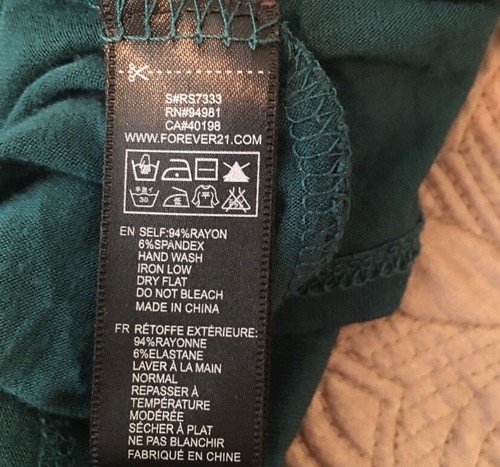 S#RS7333
RN#94981
CA#40198
WWW.FOREVER21.COM
30
EN SELF:94%RAYON
6%SPANDEX
HAND WASH
IRON LOW
DRY FLAT
DO NOT BLEACH
MADE IN CHINA
FR RÉTOFFE EXTÉRIEURE:
94%RAYONNE
6%ELASTANE
LAVER À LA MAIN
NORMAL
REPASSER À
TEMPÉRATURE
MODÉRÉE
SÉCHER À PLAT
NE PAS BLANCHIR
FABRIQUÉ EN CHINE